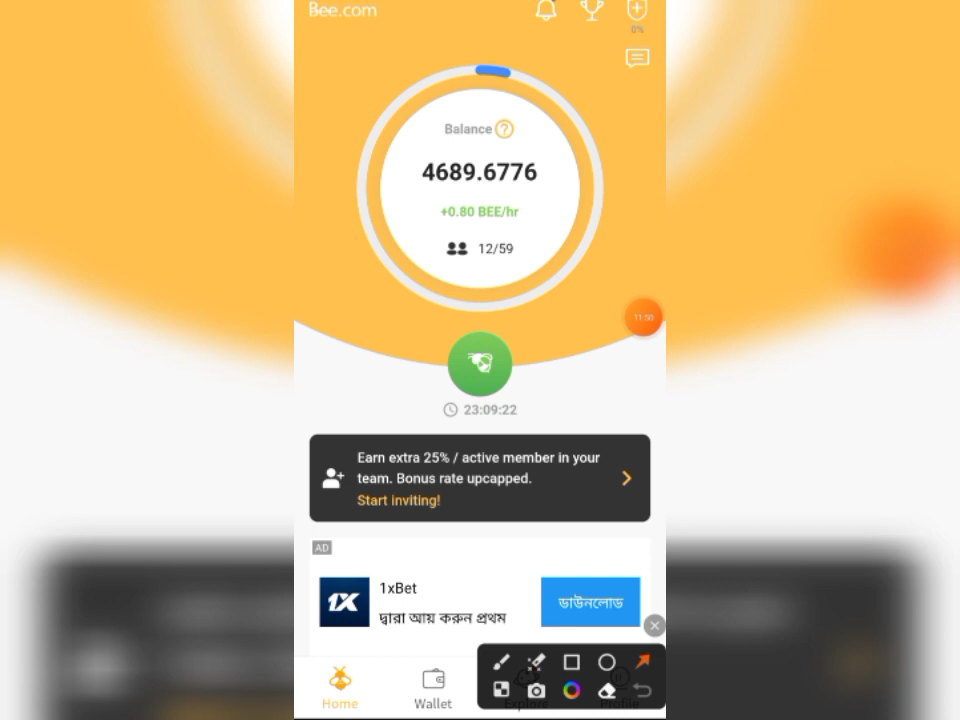 Bee.com
0%
Balance ?
4689.6776
+0.80 BEE/hr
12/59
11:50
23:09:22
Earn extra 25% / active member in your
team. Bonus rate upcapped.
Start inviting!
AD
1X
1xBet
দ্বারা আয় করুন প্রথম
ডাউনলোড
Home
Wallet
Explore
Profile